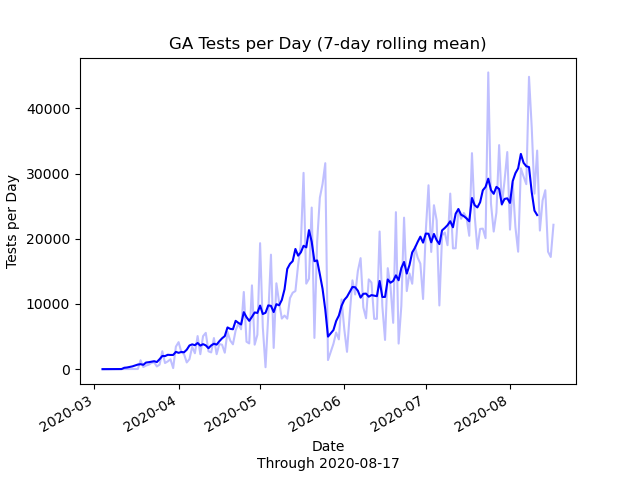 GA Tests per Day (7-day rolling mean)
Tests per Day
40000
30000
20000
10000
0
2020-03
2020-04
2020-05
2020-06
2020-07
2020-08
Date
Through 2020-08-17